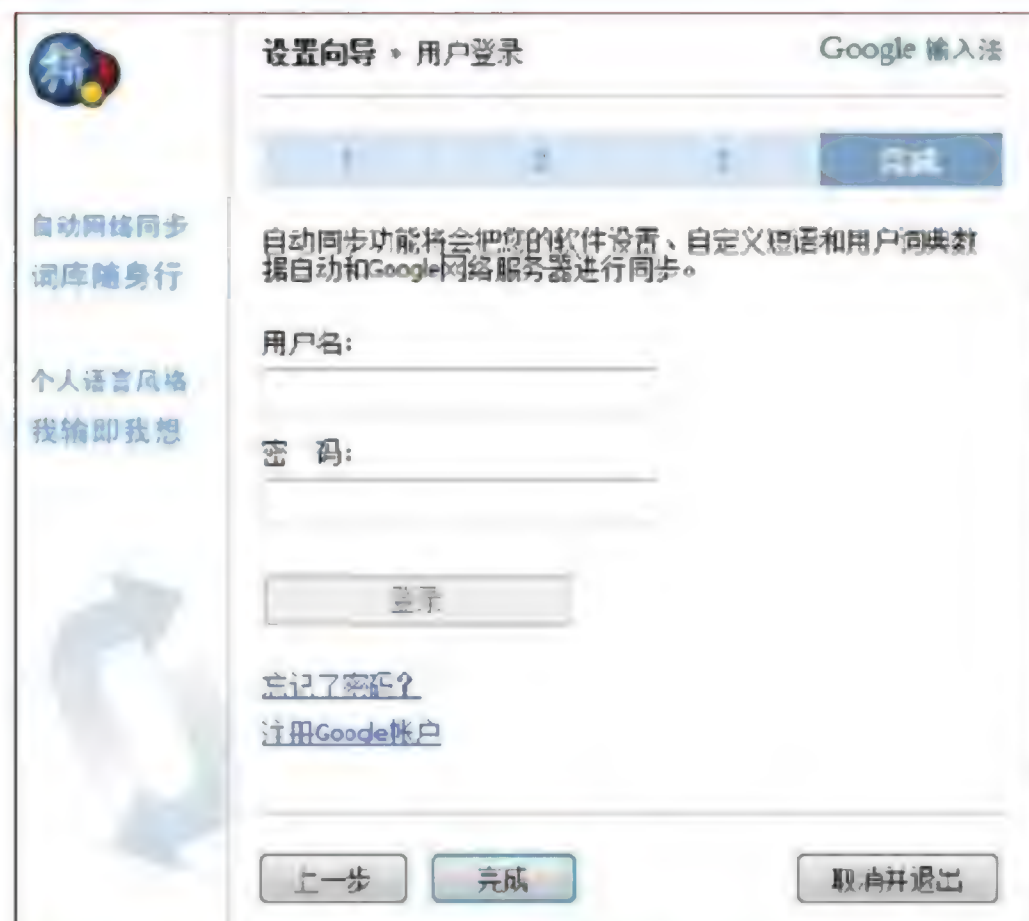 设置向导 » 用户登录
Google 输入法
1 2 3 完成
自动网络同步
词库随身行
个人语言风格
我输即我想
自动同步功能将会把您的软件设置、自定义短语和用户词典数
据自动和Google网络服务器进行同步。
用户名:
密 码:
登录
忘记了密码?
注册Google帐户
上一步
完成
取消并退出